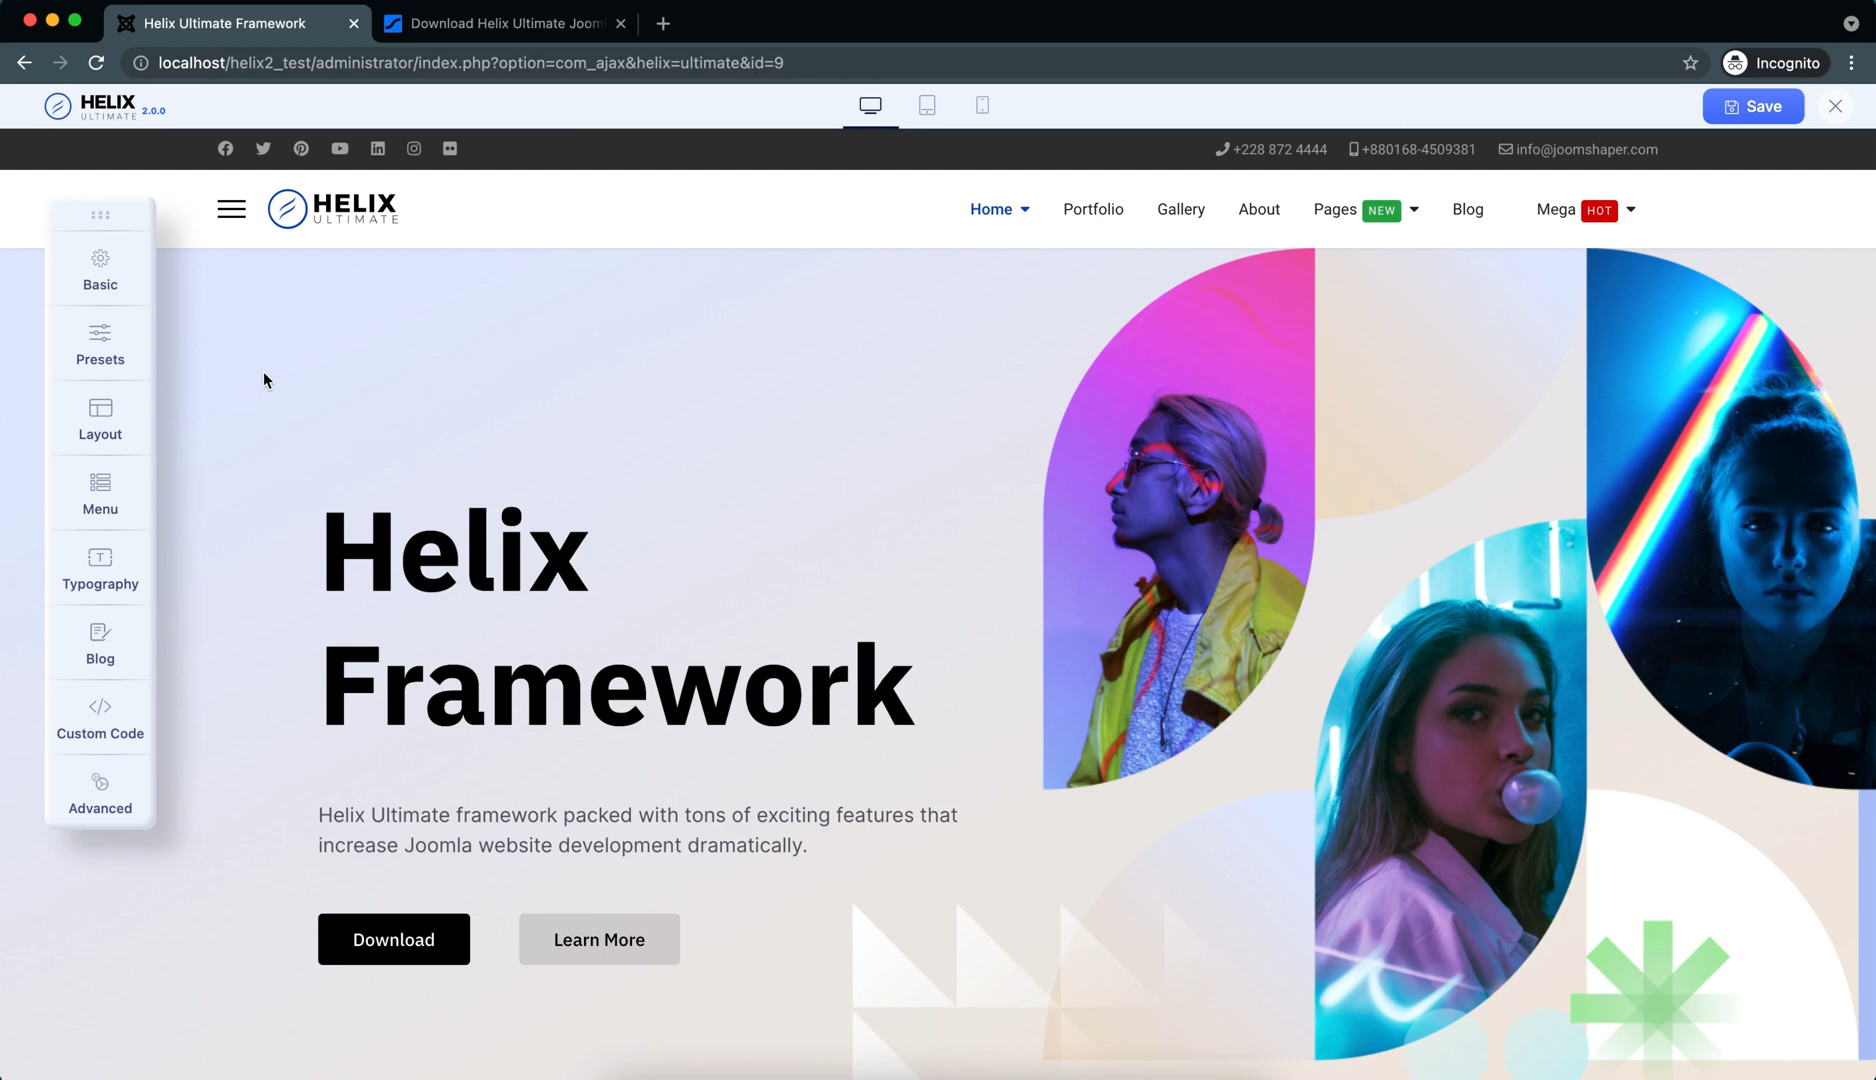 Helix Ultimate Framework
Download Helix Ultimate Joom
localhost/helix2_test/administrator/index.php?option=com_ajax&helix=ultimate&id=9
Incognito
HELIX
ULTIMATE 2.0.0
Save
+228 872 4444
+880168-4509381
info@joomshaper.com
HELIX
ULTIMATE
Home
Portfolio
Gallery
About
Pages NEW
Blog
Mega HOT
Basic
Presets
Layout
Menu
Typography
Blog
Custom Code
Advanced
Helix
Framework
Helix Ultimate framework packed with tons of exciting features that
increase Joomla website development dramatically.
Download
Learn More